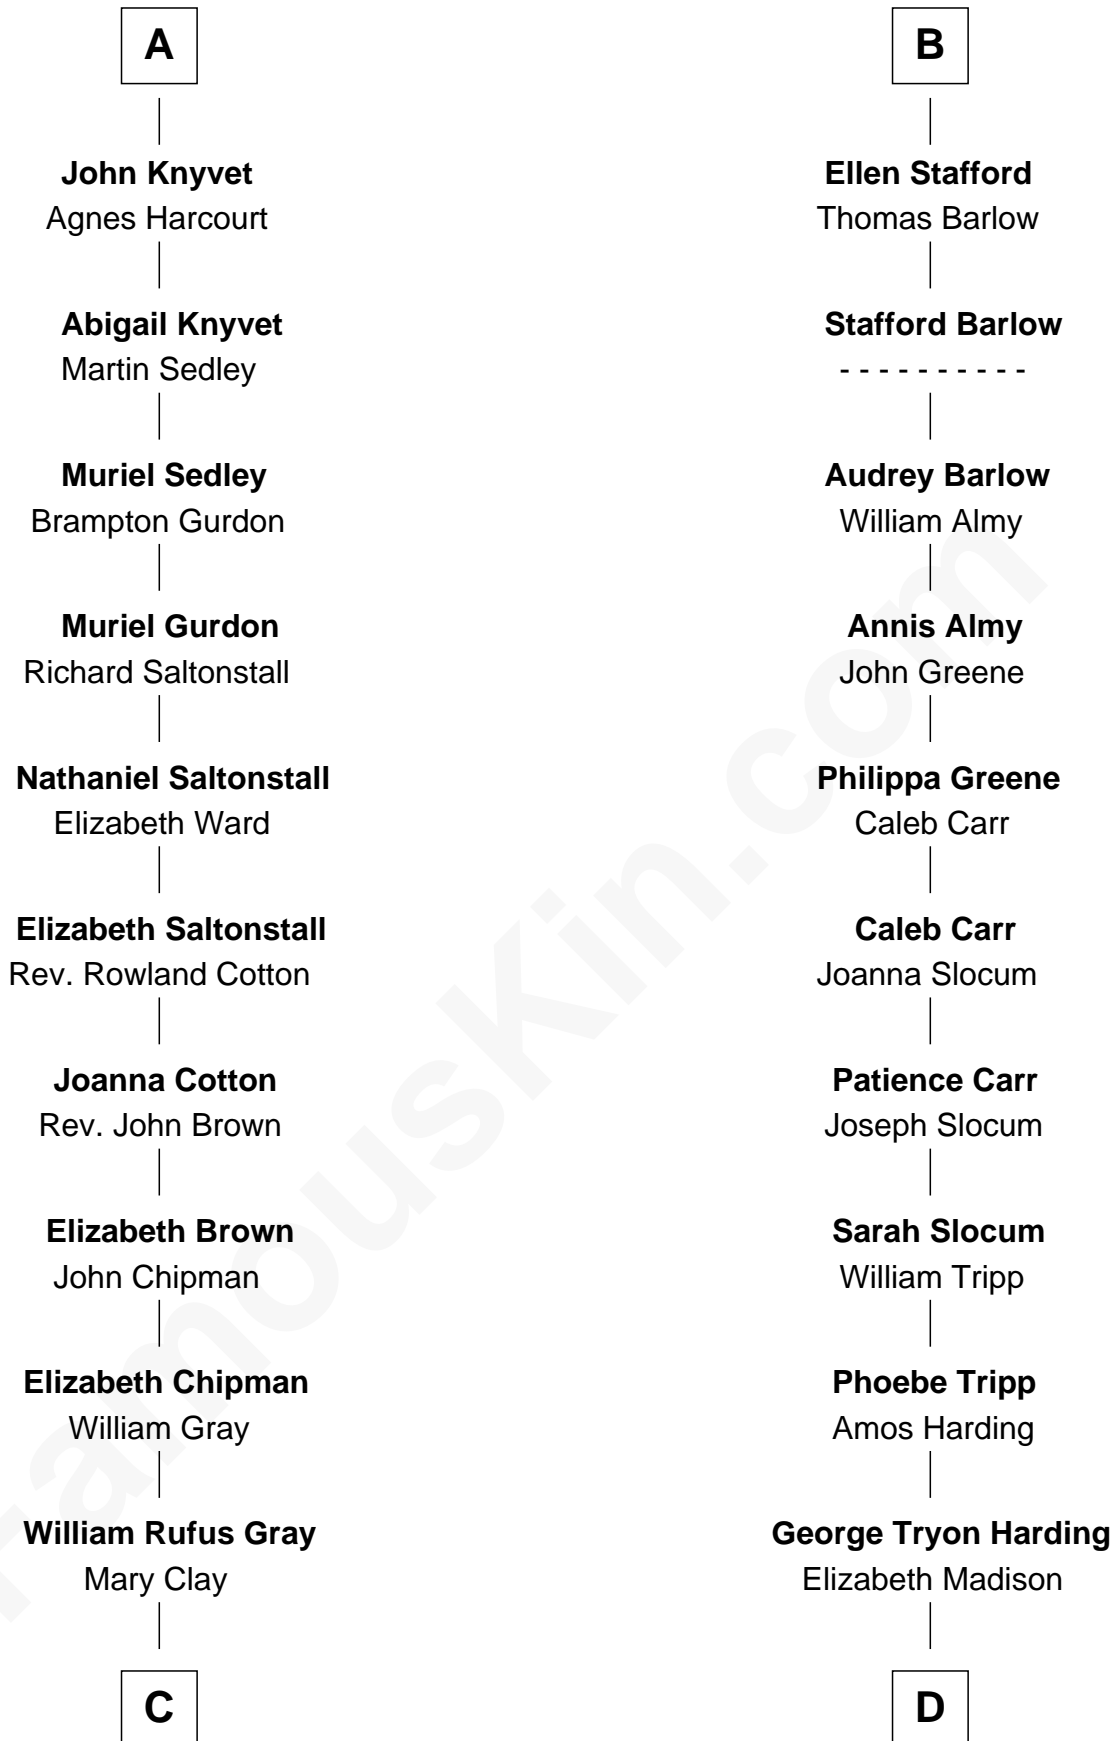 A
John Knyvet
Agnes Harcourt
Abigail Knyvet
Martin Sedley
Muriel Sedley
Brampton Gurdon
Muriel Gurdon
Richard Saltonstall
Nathaniel Saltonstall
Elizabeth Ward
Elizabeth Saltonstall
Rev. Rowland Cotton
Joanna Cotton
Rev. John Brown
Elizabeth Brown
John Chipman
Elizabeth Chipman
William Gray
William Rufus Gray
Mary Clay
C
B
Ellen Stafford
Thomas Barlow
Stafford Barlow
- - - - - - - - - -
Audrey Barlow
William Almy
Annis Almy
John Greene
Philippa Greene
Caleb Carr
Caleb Carr
Joanna Slocum
Patience Carr
Joseph Slocum
Sarah Slocum
William Tripp
Phoebe Tripp
Amos Harding
George Tryon Harding
Elizabeth Madison
D
FamousKin.com